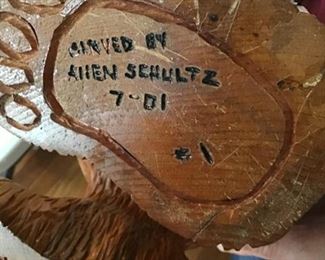 CARVED BY
ALLEN SCHULTZ
7-01
#1